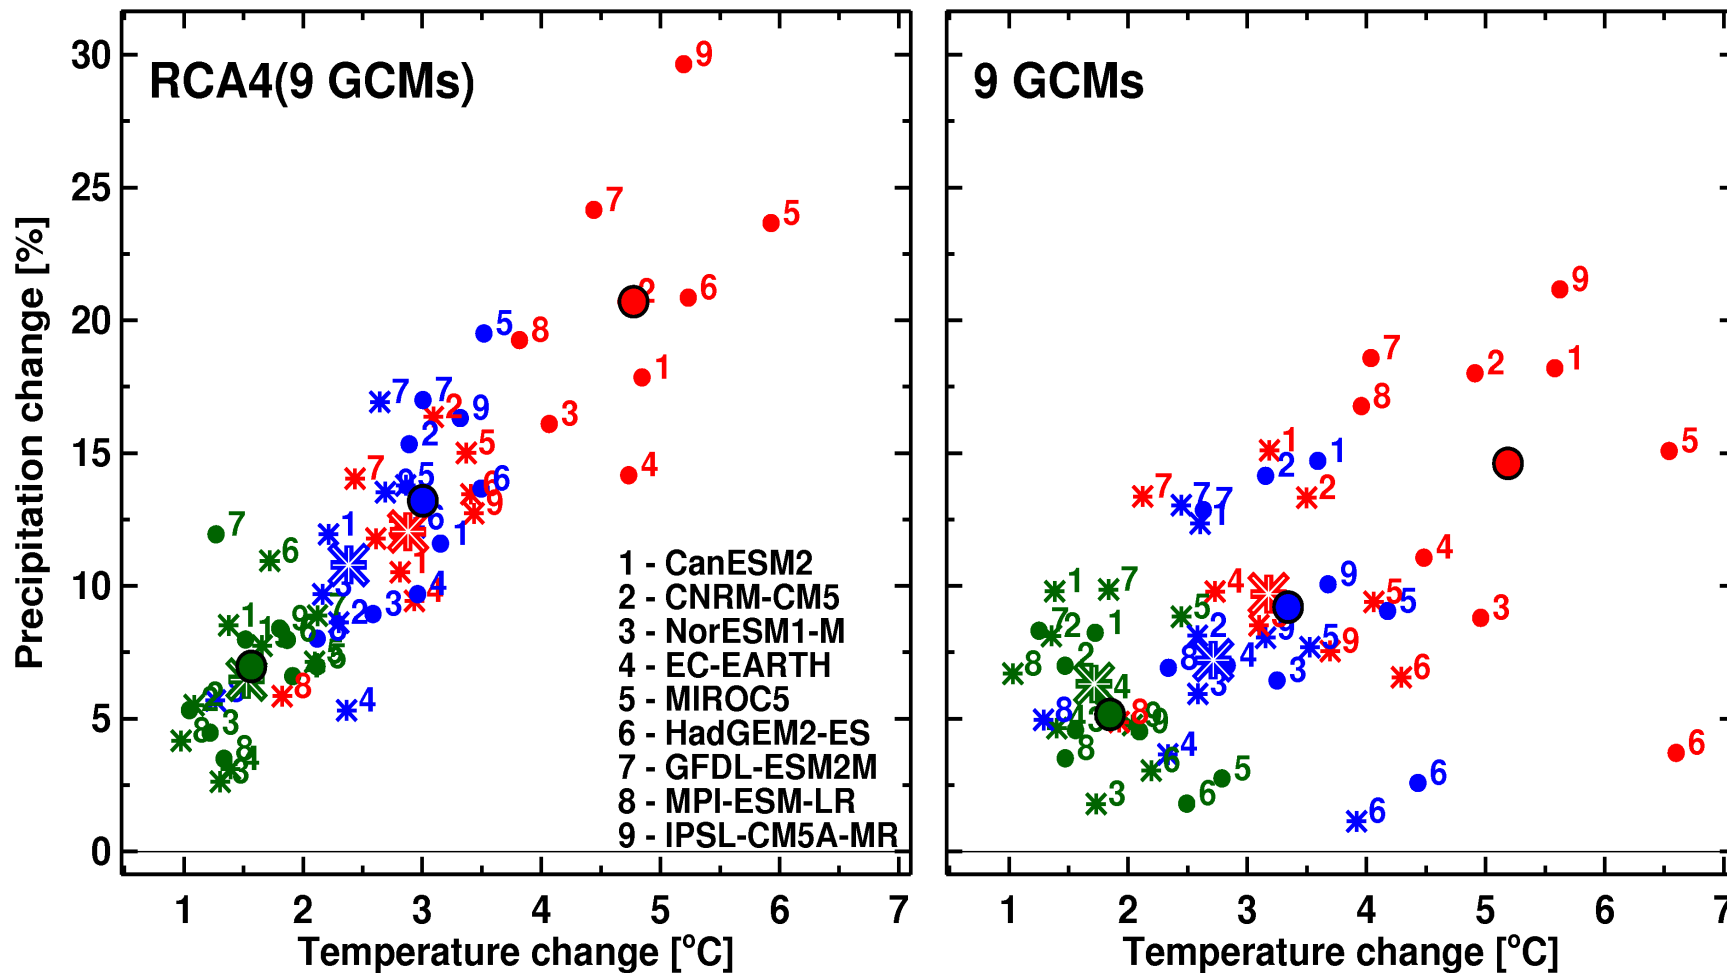 RCA4(9 GCMs)
9 GCMs
Precipitation change [%]
30
25
20
15
10
5
0
1 - CanESM2
2 - CNRM-CM5
3 - NorESM1-M
4 - EC-EARTH
5 - MIROC5
6 - HadGEM2-ES
7 - GFDL-ESM2M
8 - MPI-ESM-LR
9 - IPSL-CM5A-MR
1 2 3 4 5 6 7
1 2 3 4 5 6 7
Temperature change [°C]
Temperature change [°C]